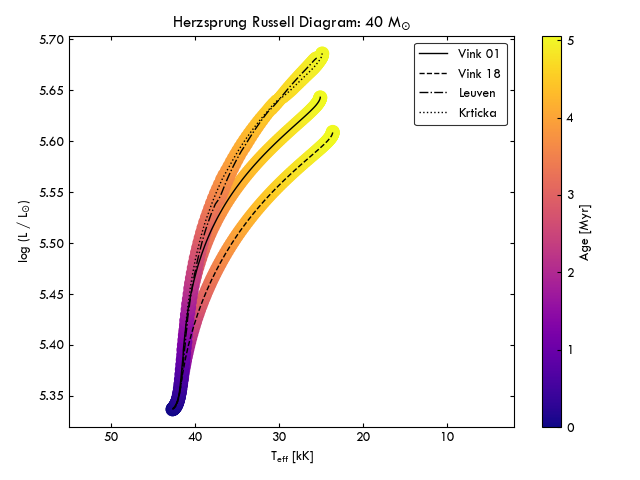 Herzsprung Russell Diagram: 40 M⊙
5.70
5.65
5.60
5.55
5.50
5.45
5.40
5.35
log (L / L⊙)
50 40 30 20 10
T_eff [kK]
Vink 01
Vink 18
Leuven
Krticka
5
4
3
2
1
0
Age [Myr]